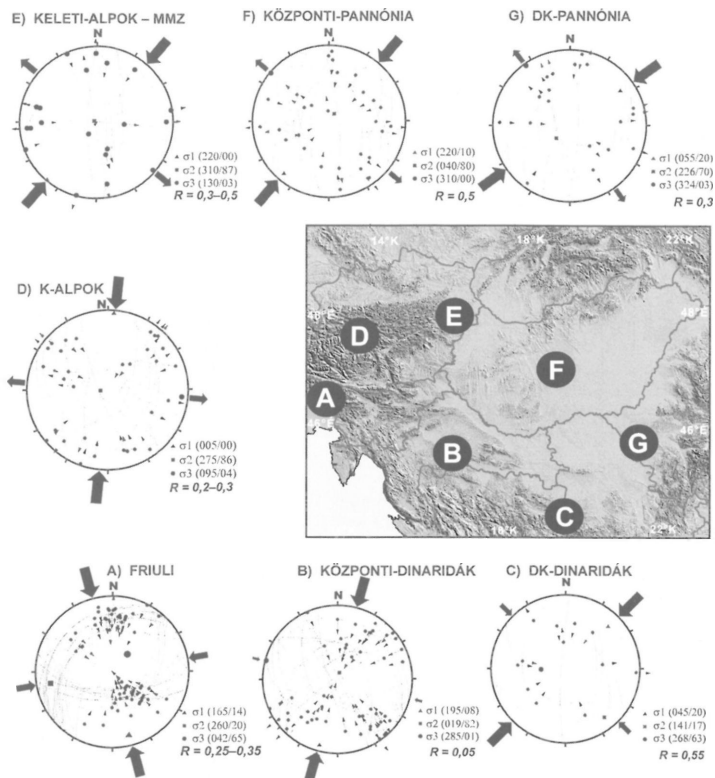 E) KELETI-ALPOK – MMZ
N
σ1 (220/00)
σ2 (310/87)
σ3 (130/03)
R = 0,3–0,5
F) KÖZPONTI-PANNÓNIA
N
σ1 (220/10)
σ2 (040/80)
σ3 (310/00)
R = 0,5
G) DK-PANNÓNIA
N
σ1 (055/20)
σ2 (226/70)
σ3 (324/03)
R = 0,3
D) K-ALPOK
N
σ1 (005/00)
σ2 (275/86)
σ3 (095/04)
R = 0,2–0,3
14°K
18°K
22°K
48°É
48°É
E
D
F
A
46°É
46°É
B
G
C
18°K
A) FRIULI
N
σ1 (165/14)
σ2 (260/20)
σ3 (042/65)
R = 0,25–0,35
B) KÖZPONTI-DINARIDÁK
N
σ1 (195/08)
σ2 (019/82)
σ3 (285/01)
R = 0,05
C) DK-DINARIDÁK
N
σ1 (045/20)
σ2 (141/17)
σ3 (268/63)
R = 0,55